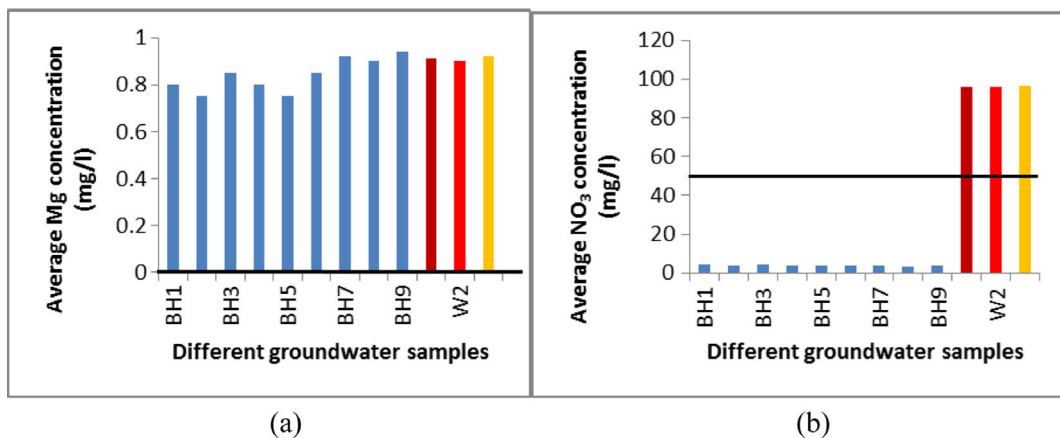 Average Mg concentration
(mg/l)
1
0.8
0.6
0.4
0.2
0
BH1
BH3
BH5
BH7
BH9
W2
Different groundwater samples
(a)
Average NO₃ concentration
(mg/l)
120
100
80
60
40
20
0
BH1
BH3
BH5
BH7
BH9
W2
Different groundwater samples
(b)